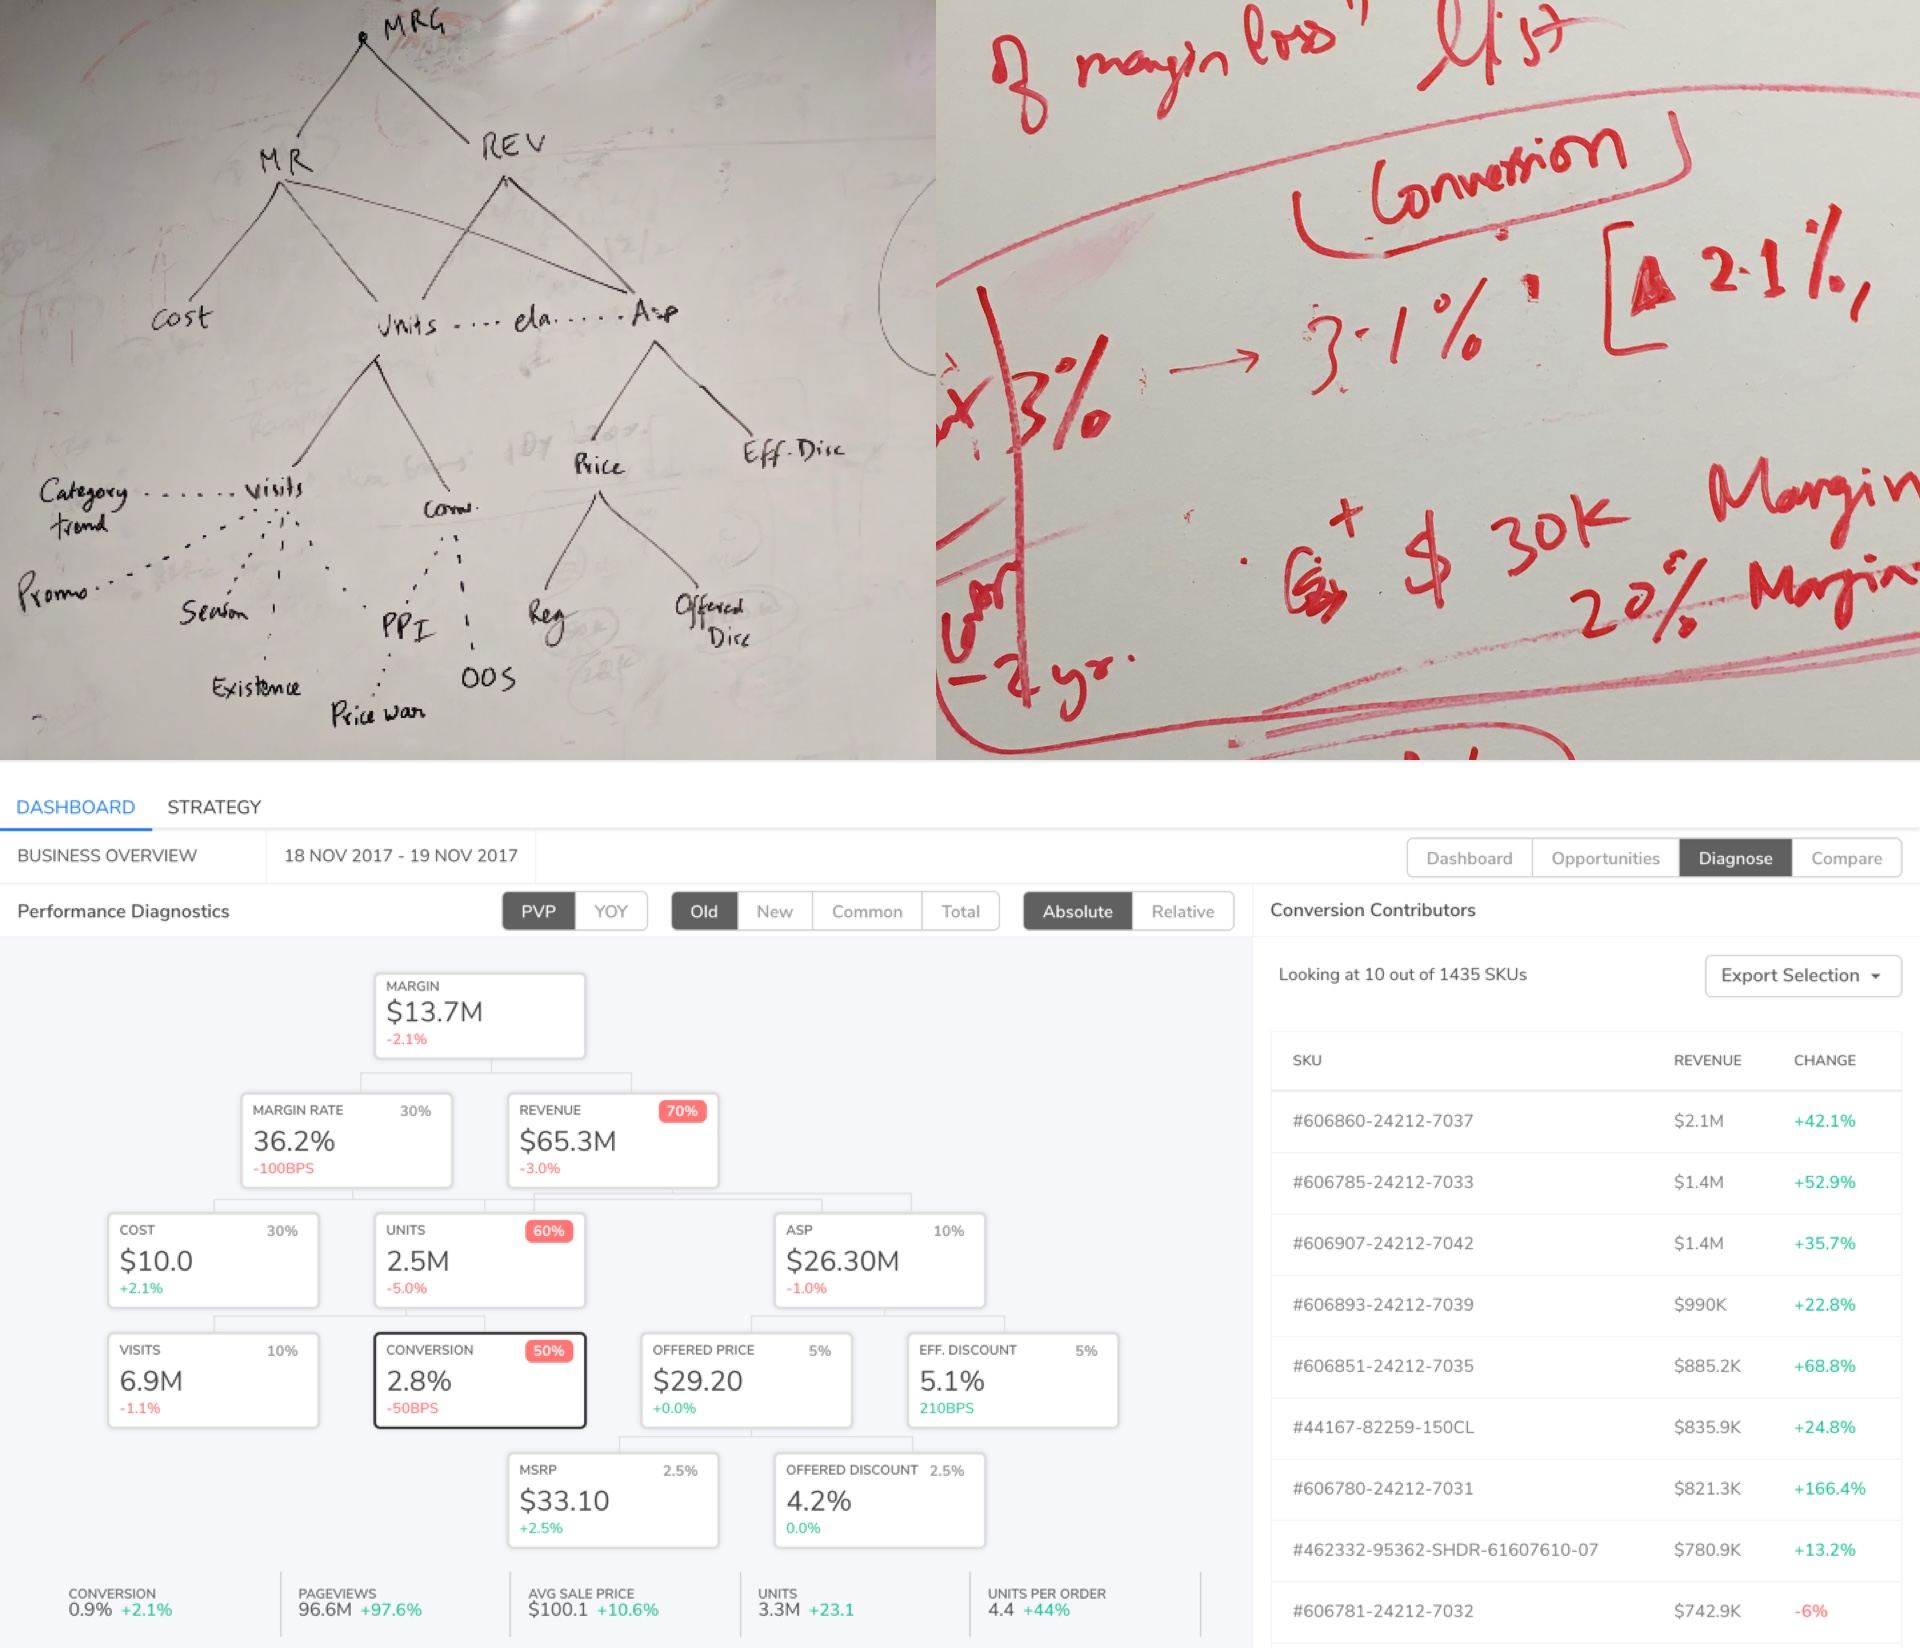 MRG
MR
REV
Cost
Units .... ela ..... Asp
Price
Eff. Disc
Category ...... visits
trend
Conv.
Promo
Season
PPI
Reg
Offered
Disc
Existence
OOS
Price war
of margin loss" list
Conversion
3% → 3.1% [▲ 2.1%,
+ $ 30K Margin
20% Margin
-2 yr.
DASHBOARD STRATEGY
BUSINESS OVERVIEW 18 NOV 2017 - 19 NOV 2017 Dashboard Opportunities Diagnose Compare
Performance Diagnostics PVP YOY Old New Common Total Absolute Relative
MARGIN
$13.7M
-2.1%
MARGIN RATE 30%
36.2%
-100BPS
REVENUE 70%
$65.3M
-3.0%
COST 30%
$10.0
+2.1%
UNITS 60%
2.5M
-5.0%
ASP 10%
$26.30M
-1.0%
VISITS 10%
6.9M
-1.1%
CONVERSION 50%
2.8%
-50BPS
OFFERED PRICE 5%
$29.20
+0.0%
EFF. DISCOUNT 5%
5.1%
210BPS
MSRP 2.5%
$33.10
+2.5%
OFFERED DISCOUNT 2.5%
4.2%
0.0%
CONVERSION
0.9% +2.1%
PAGEVIEWS
96.6M +97.6%
AVG SALE PRICE
$100.1 +10.6%
UNITS
3.3M +23.1
UNITS PER ORDER
4.4 +44%
Conversion Contributors
Looking at 10 out of 1435 SKUs Export Selection
SKU REVENUE CHANGE
#606860-24212-7037 $2.1M +42.1%
#606785-24212-7033 $1.4M +52.9%
#606907-24212-7042 $1.4M +35.7%
#606893-24212-7039 $990K +22.8%
#606851-24212-7035 $885.2K +68.8%
#44167-82259-150CL $835.9K +24.8%
#606780-24212-7031 $821.3K +166.4%
#462332-95362-SHDR-61607610-07 $780.9K +13.2%
#606781-24212-7032 $742.9K -6%